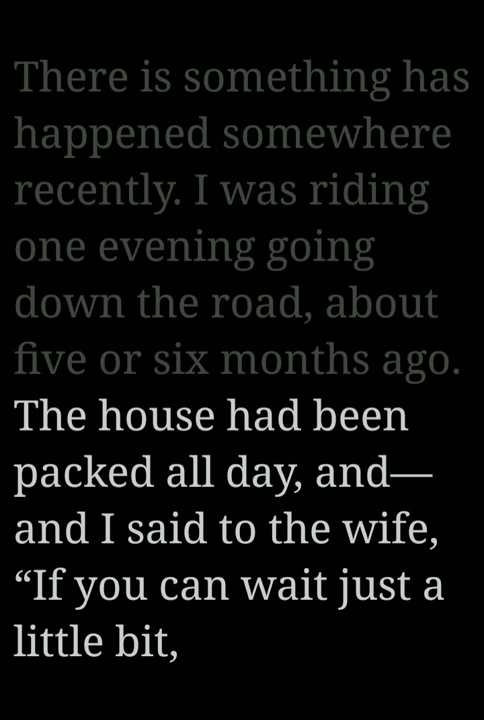 There is something has
happened somewhere
recently. I was riding
one evening going
down the road, about
five or six months ago.
The house had been
packed all day, and—
and I said to the wife,
“If you can wait just a
little bit,